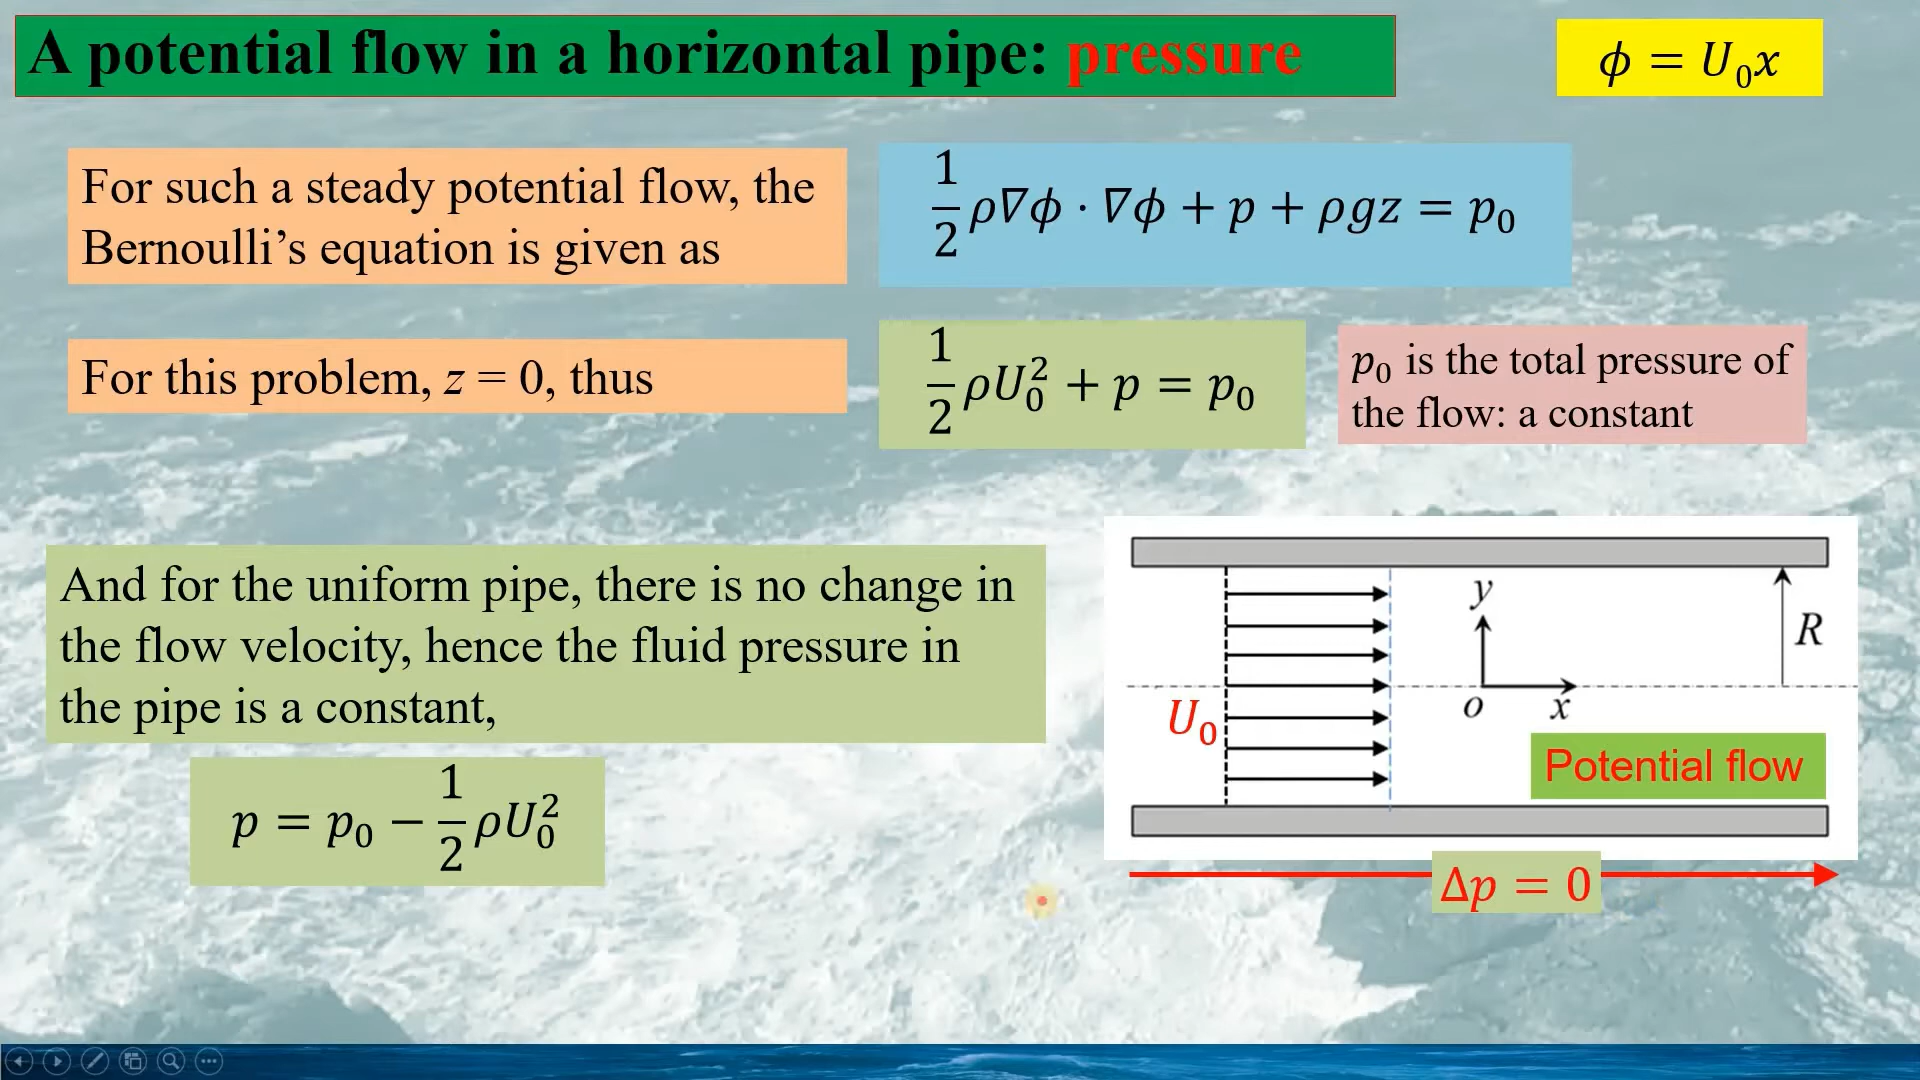 A potential flow in a horizontal pipe: pressure
ϕ = U₀x
For such a steady potential flow, the
Bernoulli’s equation is given as
1/2 ρ∇ϕ · ∇ϕ + p + ρgz = p₀
For this problem, z = 0, thus
1/2 ρU₀² + p = p₀
p₀ is the total pressure of
the flow: a constant
And for the uniform pipe, there is no change in
the flow velocity, hence the fluid pressure in
the pipe is a constant,
p = p₀ − 1/2 ρU₀²
y
R
U₀
o
x
Potential flow
Δp = 0